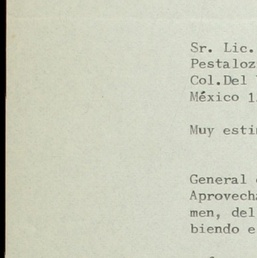 Sr. Lic.
Pestaloz
Col.Del
México 1
Muy esti
General
Aprovech
men, del
biendo e